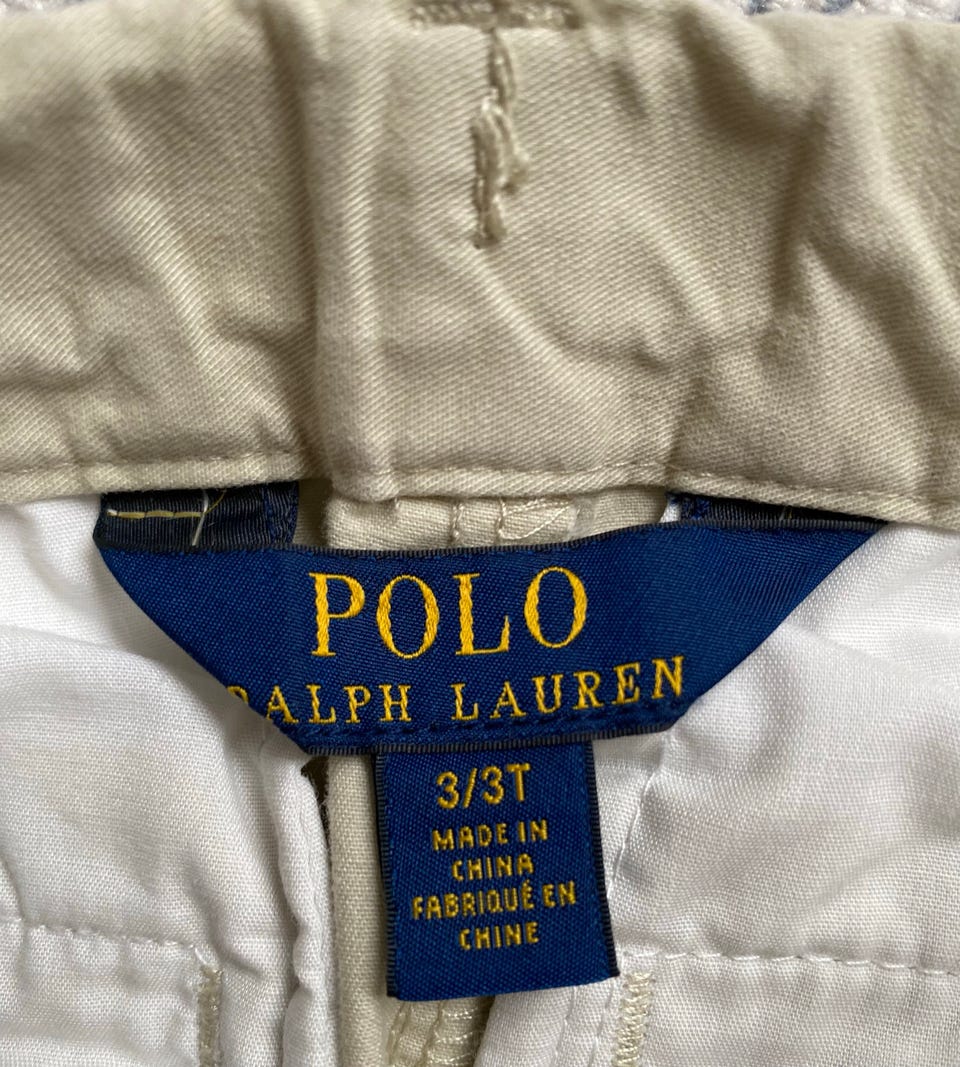 POLO
RALPH LAUREN
3/3T
MADE IN
CHINA
FABRIQUÉ EN
CHINE